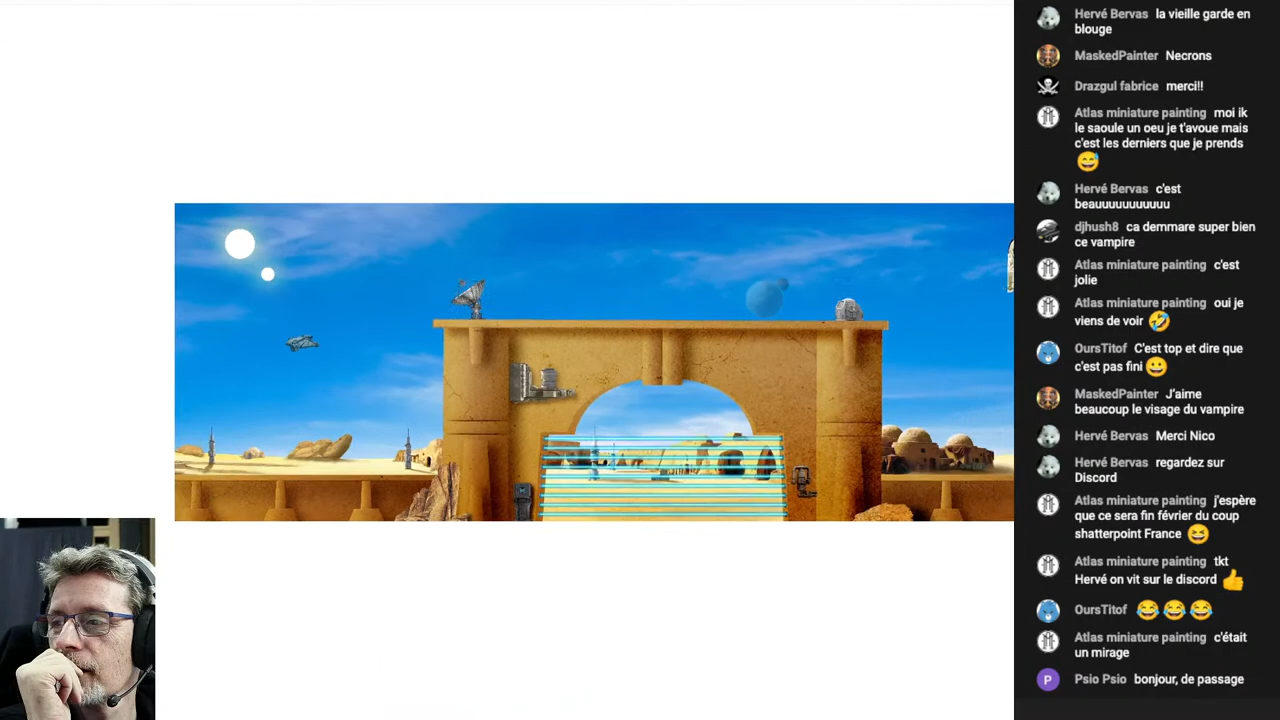 Hervé Bervas la vieille garde en
blouge
MaskedPainter Necrons
Drazgul fabrice merci!!
Atlas miniature painting moi ik
le saoule un oeu je t'avoue mais
c'est les derniers que je prends
😅
Hervé Bervas c'est
beauuuuuuuuuu
djhush8 ca demmare super bien
ce vampire
Atlas miniature painting c'est
jolie
Atlas miniature painting oui je
viens de voir 🤣
OursTitof C'est top et dire que
c'est pas fini 😀
MaskedPainter J'aime
beaucoup le visage du vampire
Hervé Bervas Merci Nico
Hervé Bervas regardez sur
Discord
Atlas miniature painting j'espère
que ce sera fin février du coup
shatterpoint France 😆
Atlas miniature painting tkt
Hervé on vit sur le discord 👍
OursTitof 😂😂😂
Atlas miniature painting c'était
un mirage
P
Psio Psio bonjour, de passage